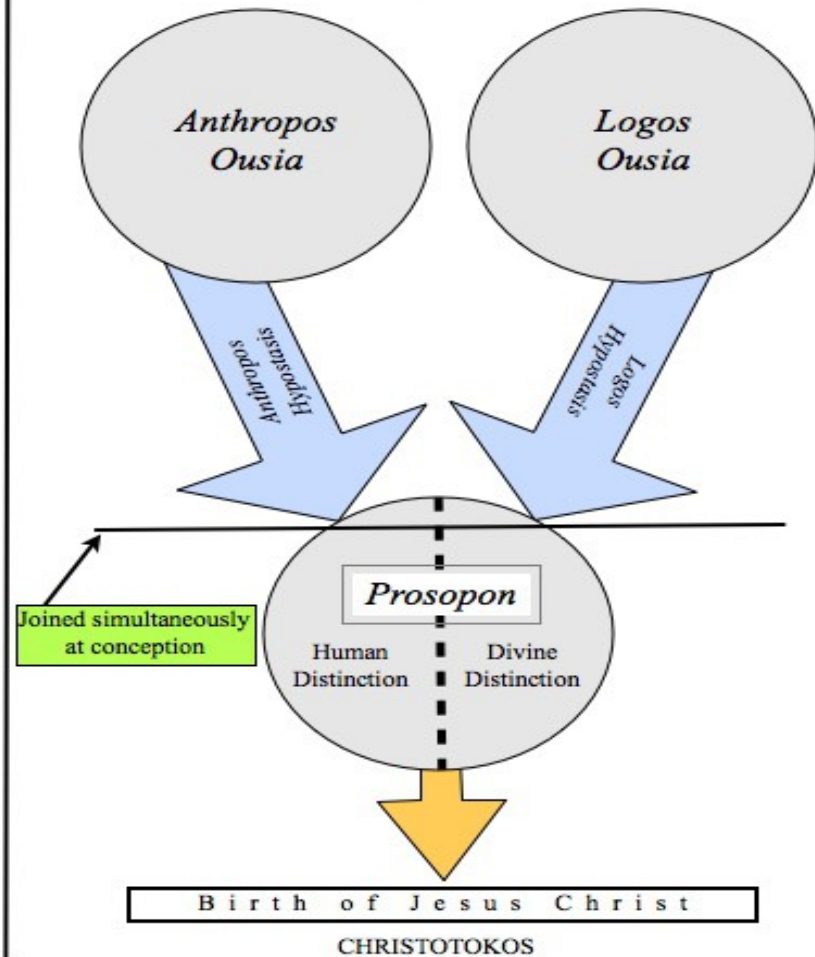 Anthropos
Ousia
Logos
Ousia
Anthropos
Hypostasis
Logos
Hypostasis
Joined simultaneously
at conception
Prosopon
Human
Distinction
Divine
Distinction
Birth of Jesus Christ
CHRISTOTOKOS